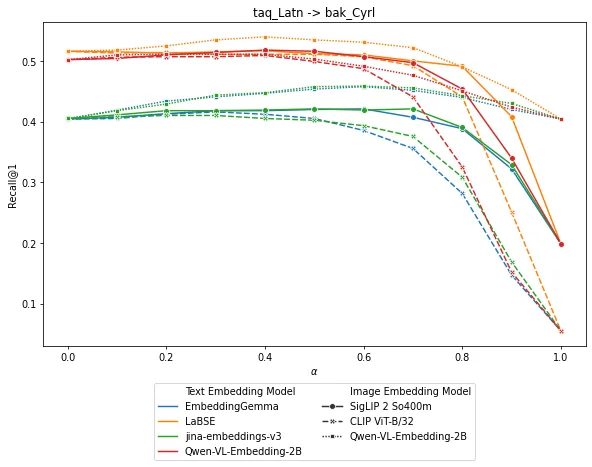 taq_Latn -> bak_Cyrl
Recall@1
0.5
0.4
0.3
0.2
0.1
0.0 0.2 0.4 0.6 0.8 1.0
α
Text Embedding Model Image Embedding Model
EmbeddingGemma SigLIP 2 So400m
LaBSE CLIP ViT-B/32
jina-embeddings-v3 Qwen-VL-Embedding-2B
Qwen-VL-Embedding-2B